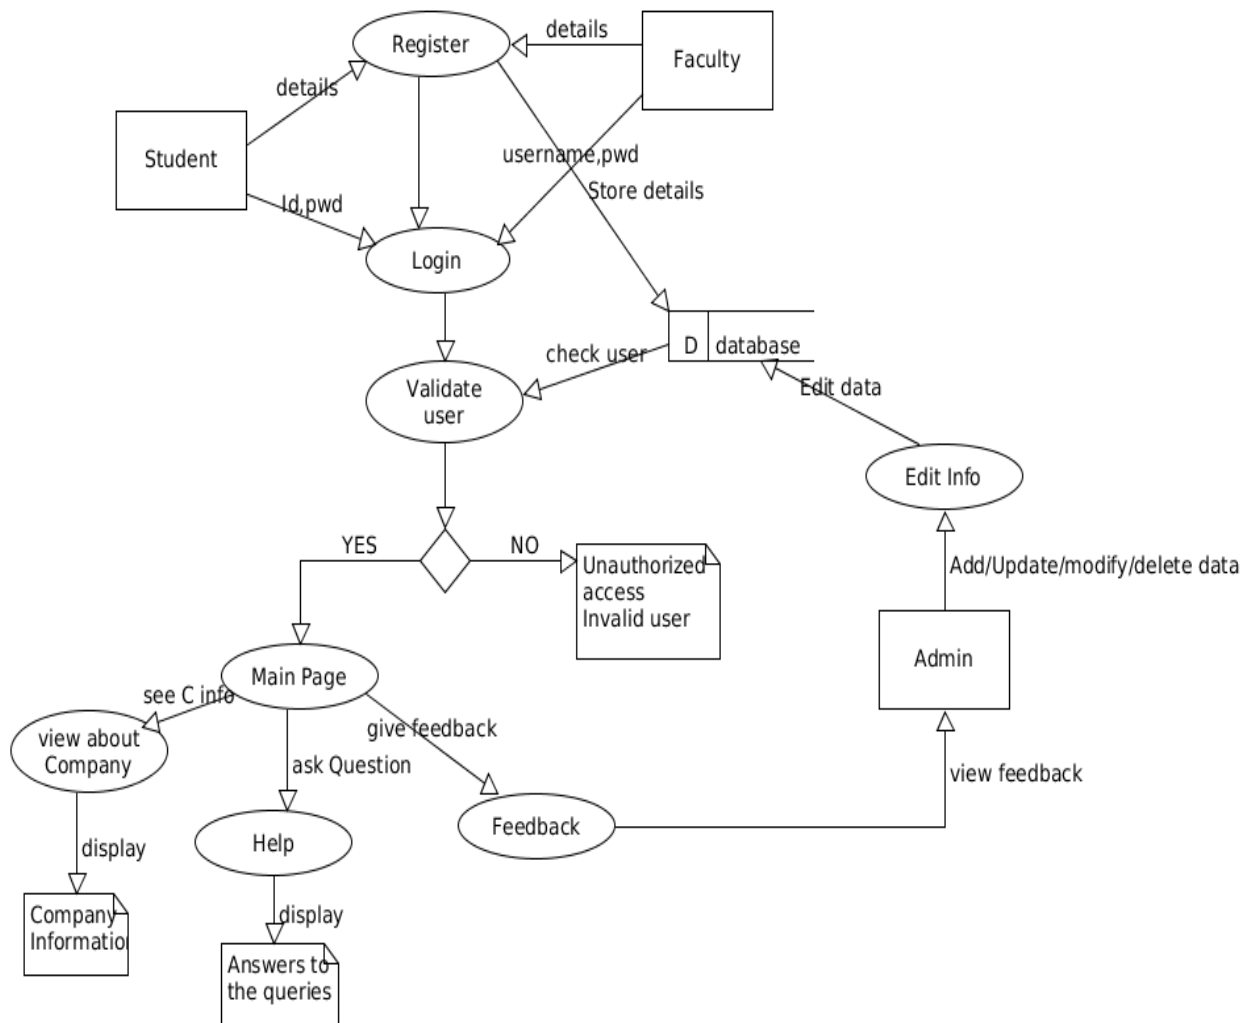 Register
details
Faculty
details
Student
username,pwd
Store details
Id,pwd
Login
D
database
check user
Validate
user
Edit data
Edit Info
YES
NO
Unauthorized
access
Invalid user
Add/Update/modify/delete data
Admin
Main Page
see C info
give feedback
view about
Company
ask Question
view feedback
Feedback
Help
display
Company
Information
display
Answers to
the queries